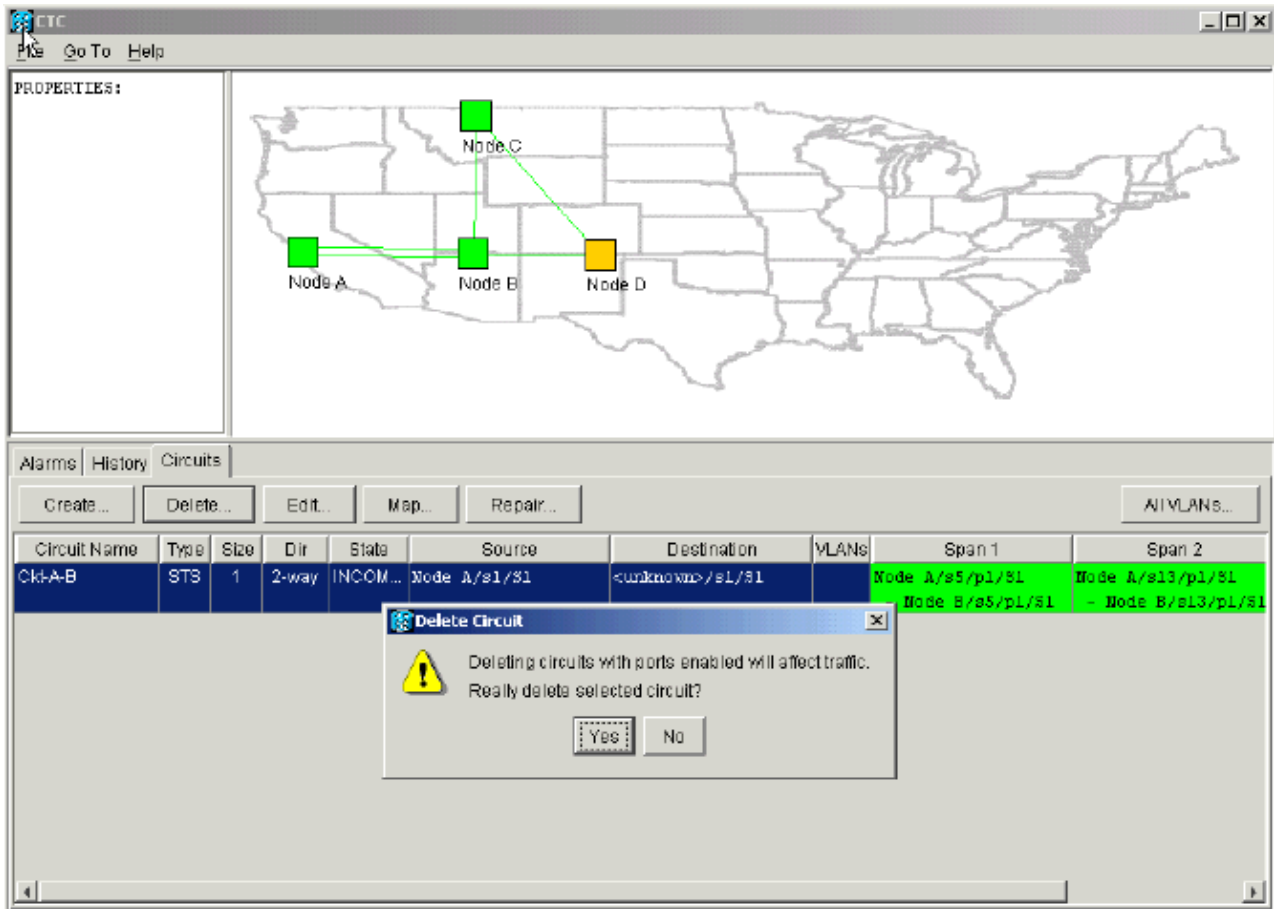 CTC
File Go To Help
PROPERTIES:
Node C
Node A
Node B
Node D
Alarms History Circuits
Create... Delete... Edit... Map... Repair... All VLANs...
Circuit Name Type Size Dir State Source Destination VLANs Span 1 Span 2
Ckt-A-B STS 1 2-way INCOM... Node A/s1/S1 <unknown>/s1/S1 Node A/s5/p1/S1 Node A/s13/p1/S1
- Node B/s5/p1/S1 - Node B/s13/p1/S1
Delete Circuit
Deleting circuits with ports enabled will affect traffic.
Really delete selected circuit?
Yes No